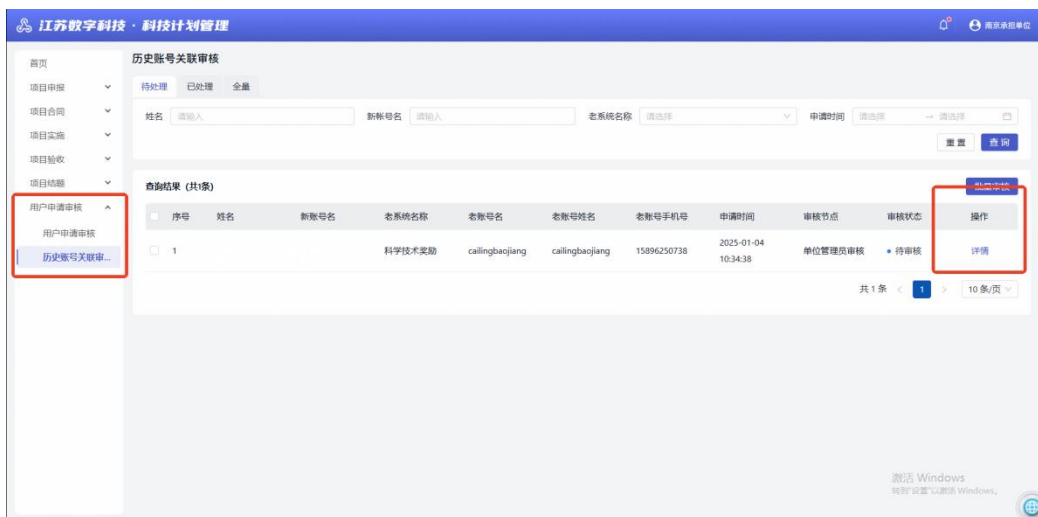 江苏数字科技 · 科技计划管理
南京承担单位
首页
项目申报
项目合同
项目实施
项目验收
项目结题
用户申请审核
用户申请审核
历史账号关联审...
历史账号关联审核
待处理 已处理 全量
姓名 请输入 新帐号名 请输入 老系统名称 请选择 申请时间 请选择 → 请选择
重置 查询
查询结果 (共1条) 批量审核
序号 姓名 新账号名 老系统名称 老账号名 老账号姓名 老账号手机号 申请时间 审核节点 审核状态 操作
1 科学技术奖励 cailingbaojiang cailingbaojiang 15896250738 2025-01-04 10:34:38 单位管理员审核 待审核 详情
共 1 条 < 1 > 10 条/页
激活 Windows
转到"设置"以激活 Windows。